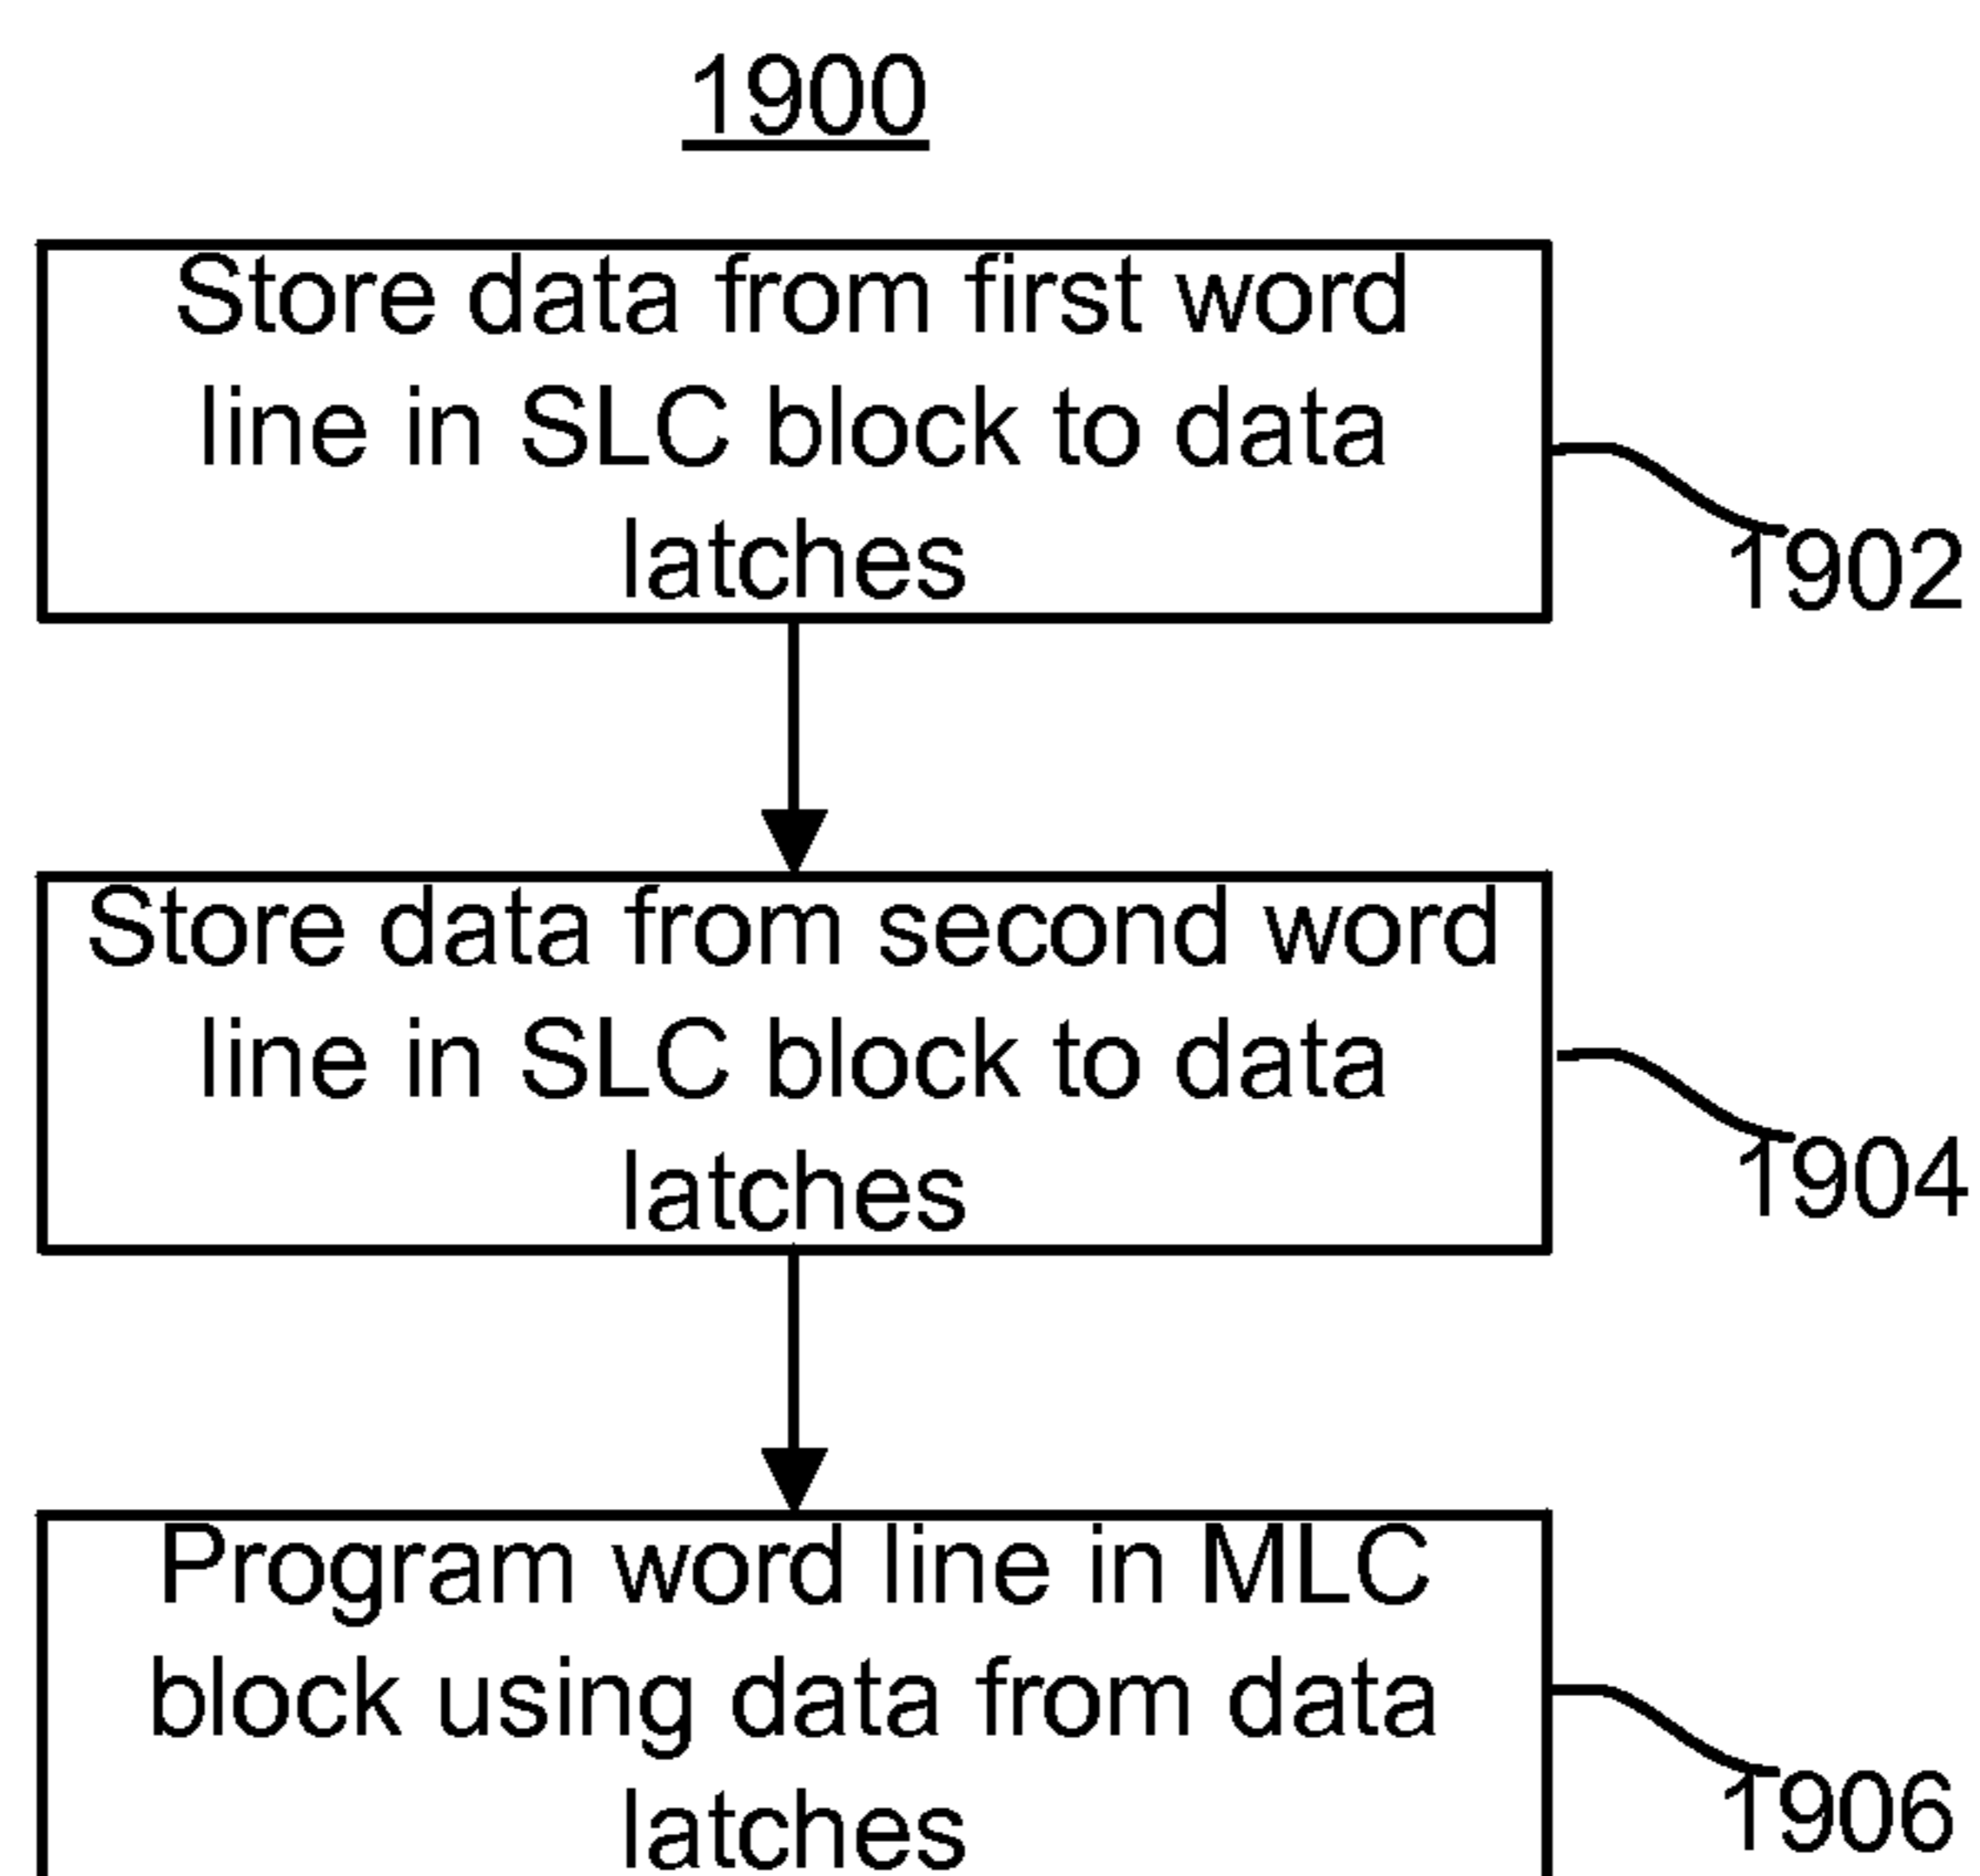 1900
Store data from first word
line in SLC block to data
latches
1902
Store data from second word
line in SLC block to data
latches
1904
Program word line in MLC
block using data from data
latches
1906